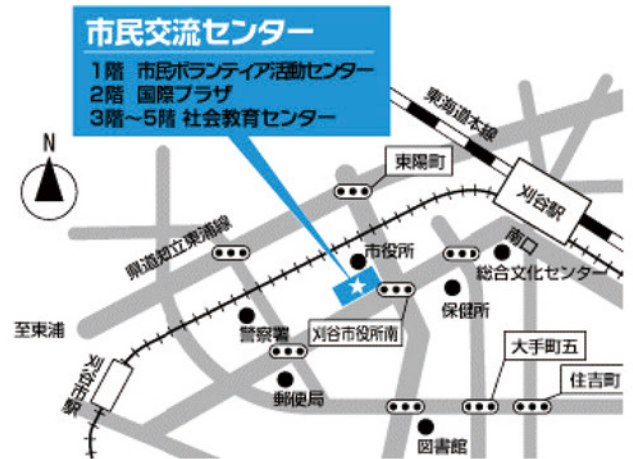 市民交流センター
1階 市民ボランティア活動センター
2階 国際プラザ
3階～5階 社会教育センター
N
東海道本線
東陽町
刈谷駅
県道知立東浦線
市役所
南口
総合文化センター
保健所
至東浦
警察署
刈谷市役所南
大手町五
刈谷市駅
郵便局
住吉町
図書館